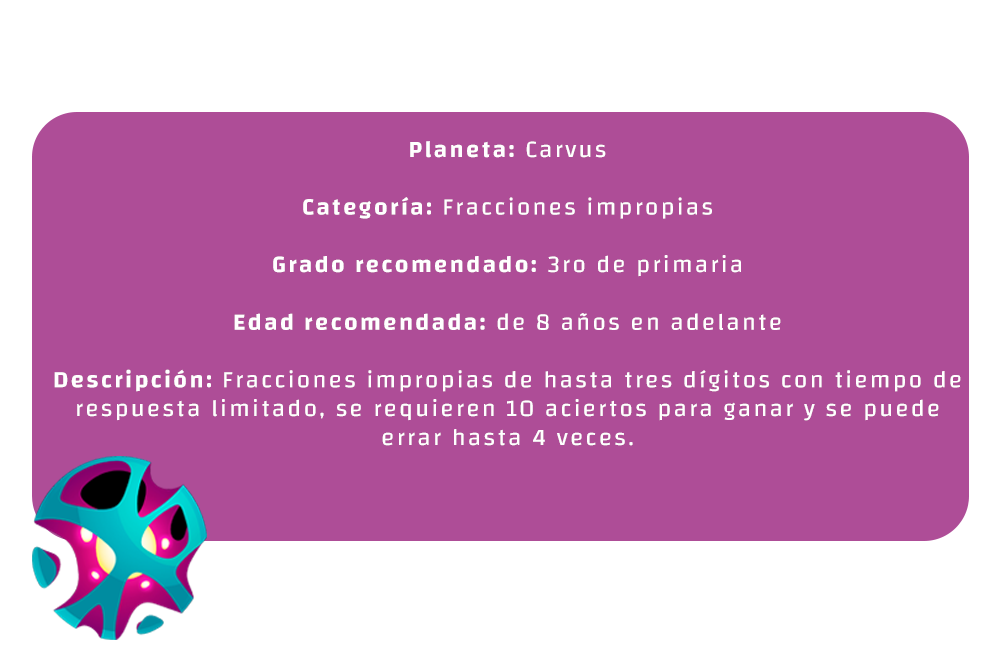 Planeta: Carvus
Categoría: Fracciones impropias
Grado recomendado: 3ro de primaria
Edad recomendada: de 8 años en adelante
Descripción: Fracciones impropias de hasta tres dígitos con tiempo de
respuesta limitado, se requieren 10 aciertos para ganar y se puede
errar hasta 4 veces.